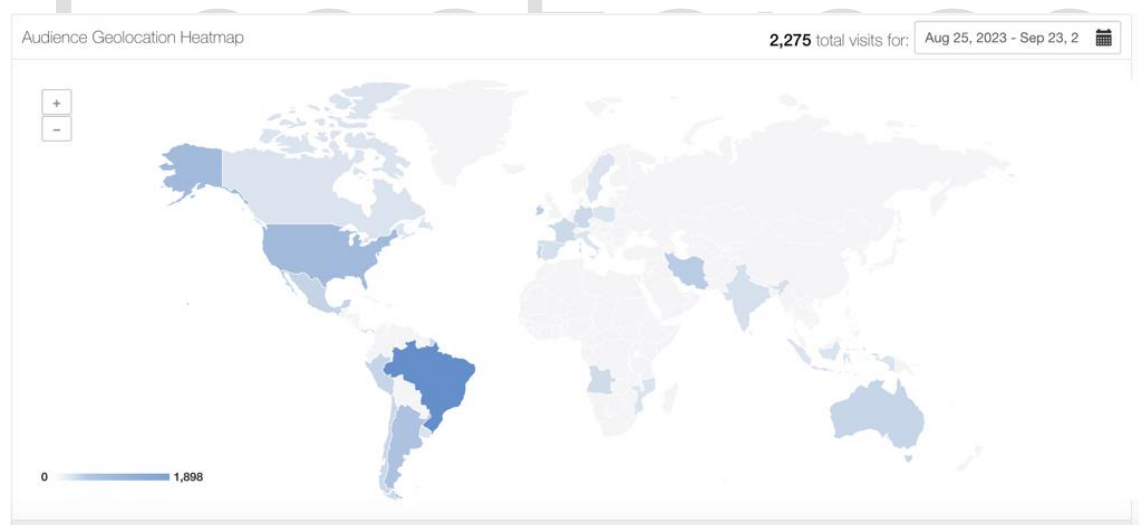 Audience Geolocation Heatmap
2,275 total visits for: Aug 25, 2023 - Sep 23, 2
+
−
0 1,898